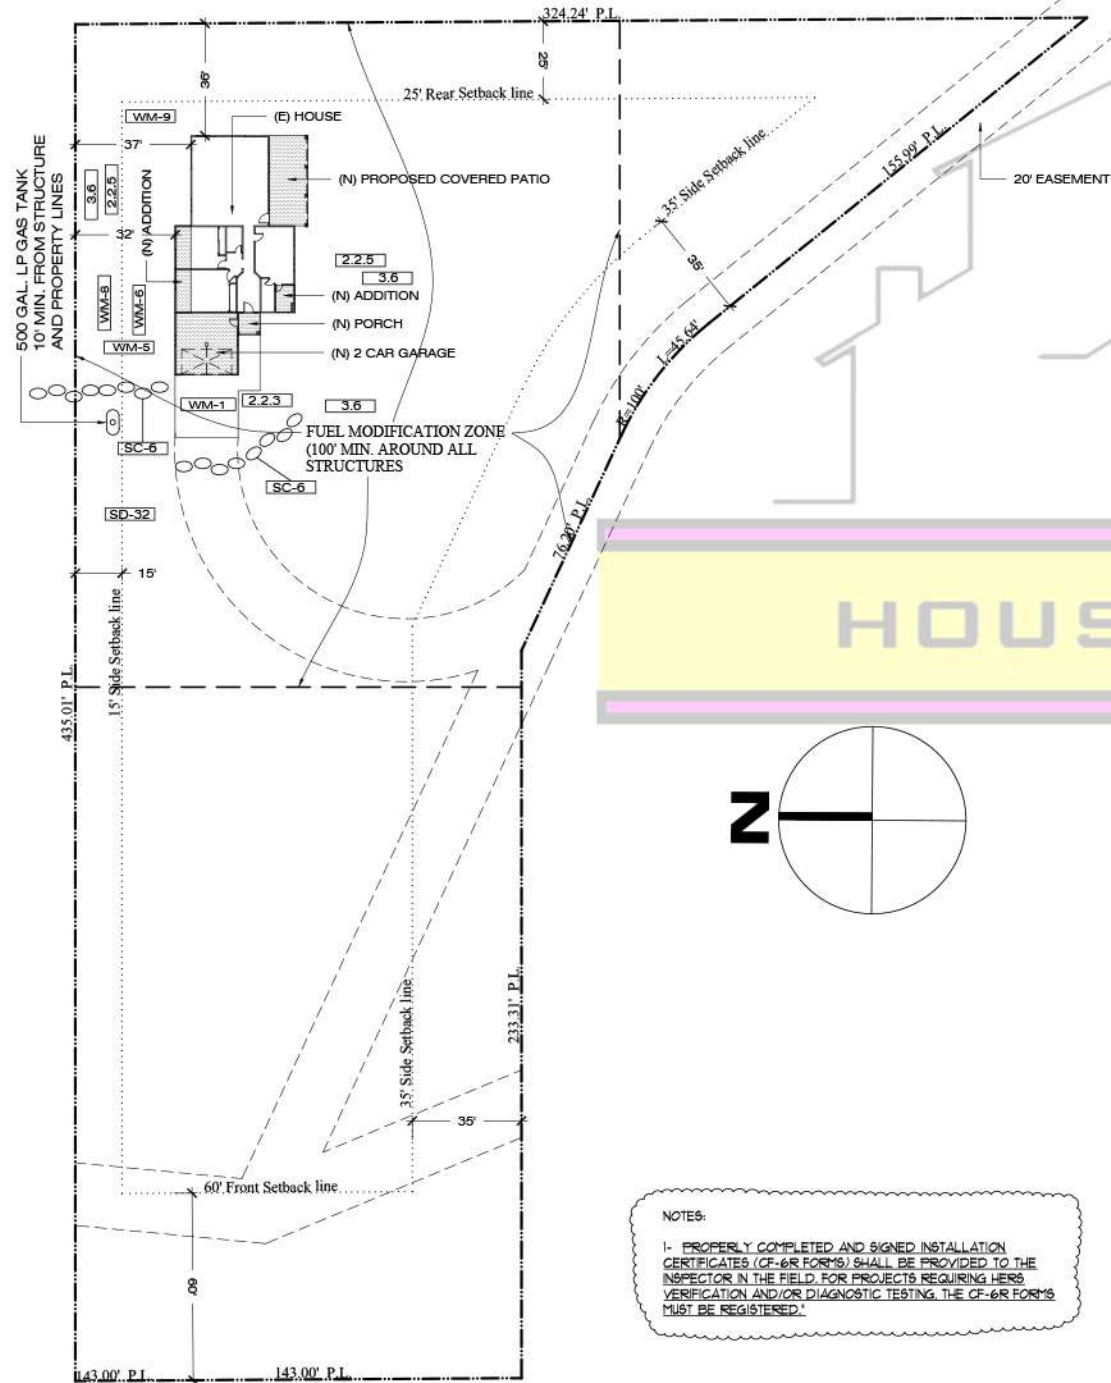 324.24' P.L.
25'
36'
25' Rear Setback line
WM-9
(E) HOUSE
37'
155.99' P.L.
20' EASEMENT
35' Side Setback line
35'
500 GAL. LP GAS TANK
10' MIN. FROM STRUCTURE
AND PROPERTY LINES
3.6
2.2.5
(N) ADDITION
(N) PROPOSED COVERED PATIO
32'
2.2.5
3.6
(N) ADDITION
WM-8
WM-6
(N) PORCH
WM-5
(N) 2 CAR GARAGE
L=45.64'
R=100'
WM-1
2.2.3
3.6
FUEL MODIFICATION ZONE
(100' MIN. AROUND ALL
STRUCTURES
SC-6
SC-6
SD-32
76.20' P.L.
15'
15' Side Setback line
435.01' P.L.
HOUS
N
35' Side Setback line
233.31' P.L.
35'
60' Front Setback line
60'
143.00' P.L.
143.00' P.L.
NOTES:
1- PROPERLY COMPLETED AND SIGNED INSTALLATION
CERTIFICATES (CF-6R FORMS) SHALL BE PROVIDED TO THE
INSPECTOR IN THE FIELD. FOR PROJECTS REQUIRING HERS
VERIFICATION AND/OR DIAGNOSTIC TESTING, THE CF-6R FORMS
MUST BE REGISTERED."